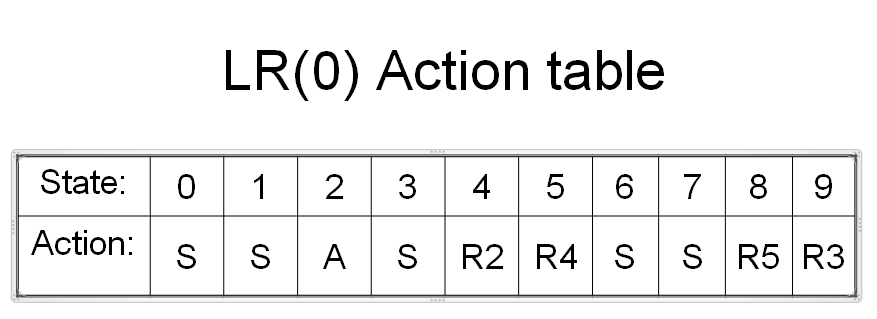 LR(0) Action table
State: 0 1 2 3 4 5 6 7 8 9
Action: S S A S R2 R4 S S R5 R3